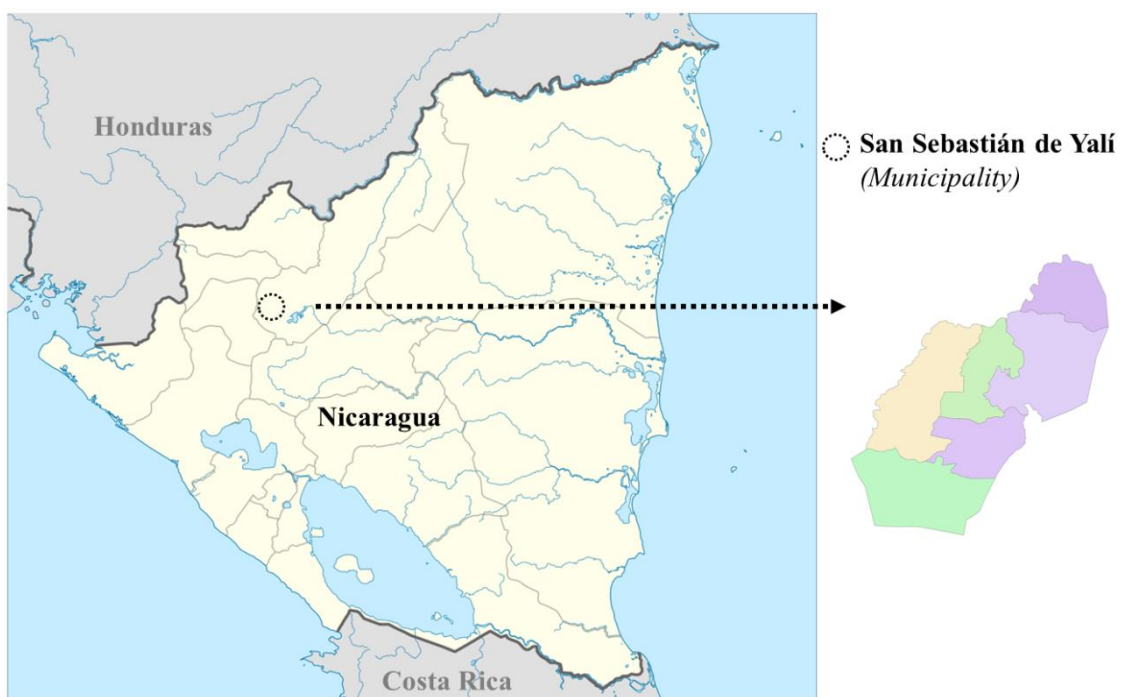 Honduras
San Sebastián de Yalí
(Municipality)
Nicaragua
Costa Rica